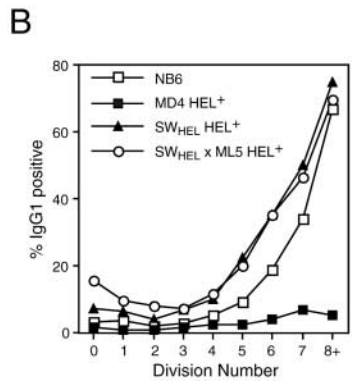 B
80
60
40
20
0
% IgG1 positive
NB6
MD4 HEL+
SWHEL HEL+
SWHEL x ML5 HEL+
0 1 2 3 4 5 6 7 8+
Division Number